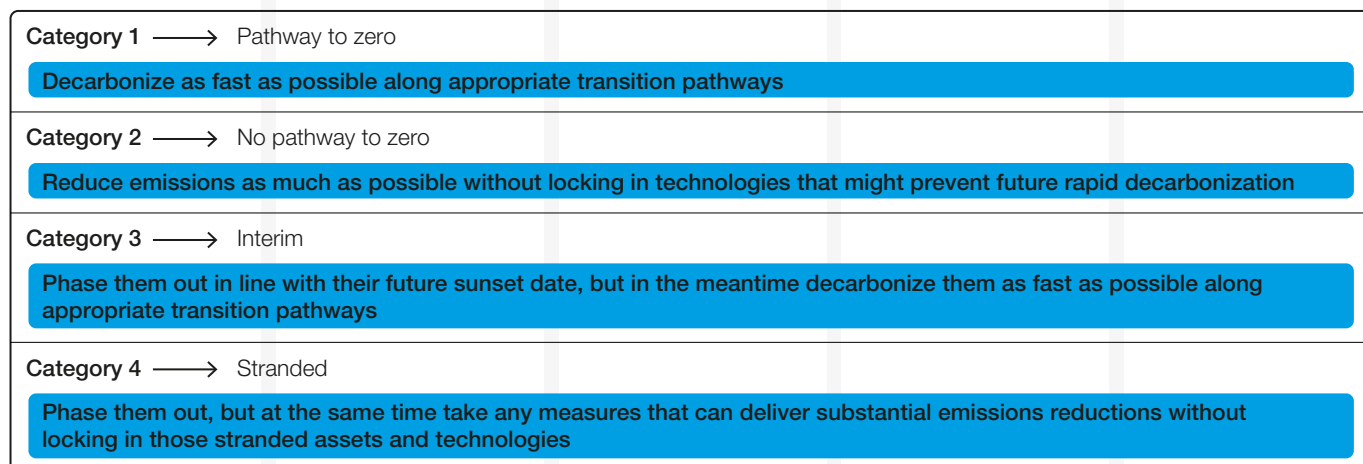 Category 1 ⟶ Pathway to zero
Decarbonize as fast as possible along appropriate transition pathways
Category 2 ⟶ No pathway to zero
Reduce emissions as much as possible without locking in technologies that might prevent future rapid decarbonization
Category 3 ⟶ Interim
Phase them out in line with their future sunset date, but in the meantime decarbonize them as fast as possible along
appropriate transition pathways
Category 4 ⟶ Stranded
Phase them out, but at the same time take any measures that can deliver substantial emissions reductions without
locking in those stranded assets and technologies